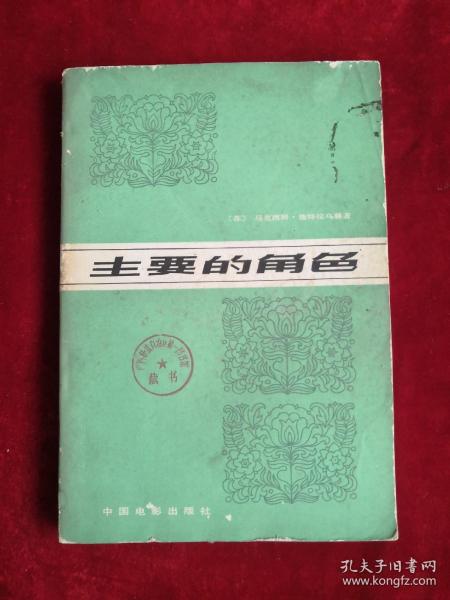 〔苏〕马克西姆·施特拉乌赫著
主要的角色
★
藏书
中国电影出版社
孔夫子旧书网
www.kongfz.com